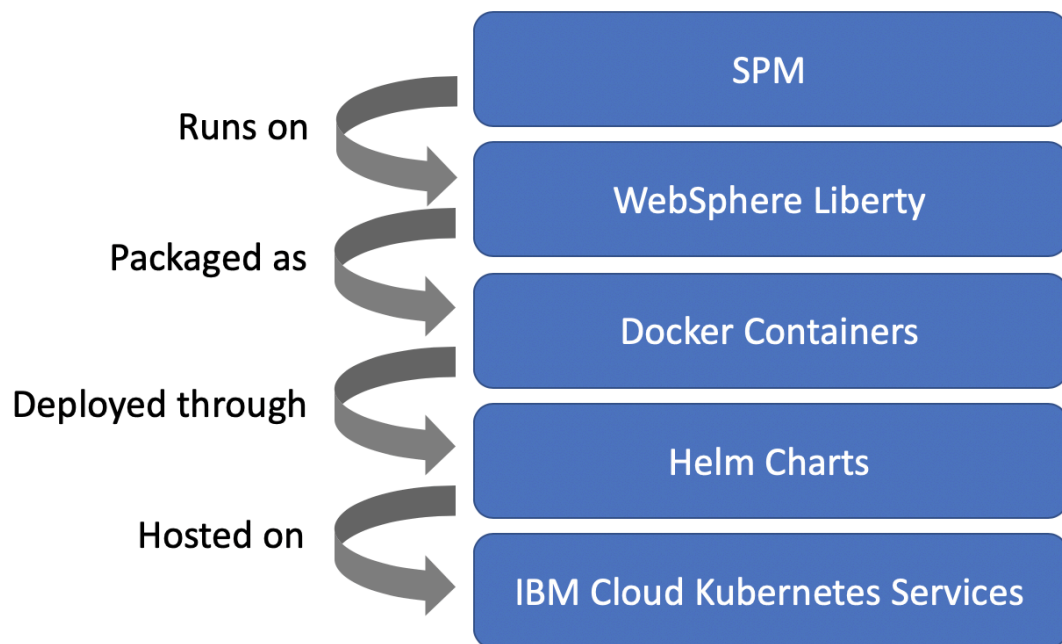 SPM
Runs on
WebSphere Liberty
Packaged as
Docker Containers
Deployed through
Helm Charts
Hosted on
IBM Cloud Kubernetes Services